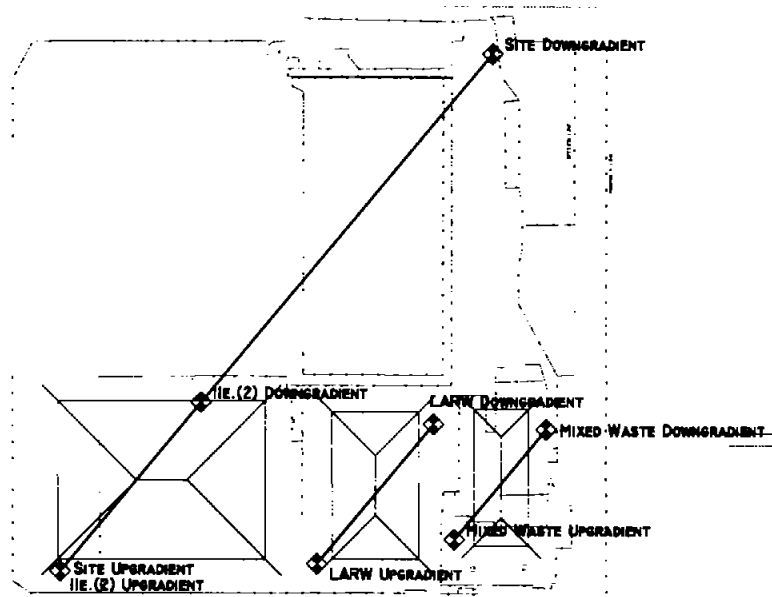 SITE DOWNGRADIENT
11E.(2) DOWNGRADIENT
LARW DOWNGRADIENT
MIXED WASTE DOWNGRADIENT
MIXED WASTE UPGRADIENT
SITE UPGRADIENT
11E.(2) UPGRADIENT
LARW UPGRADIENT